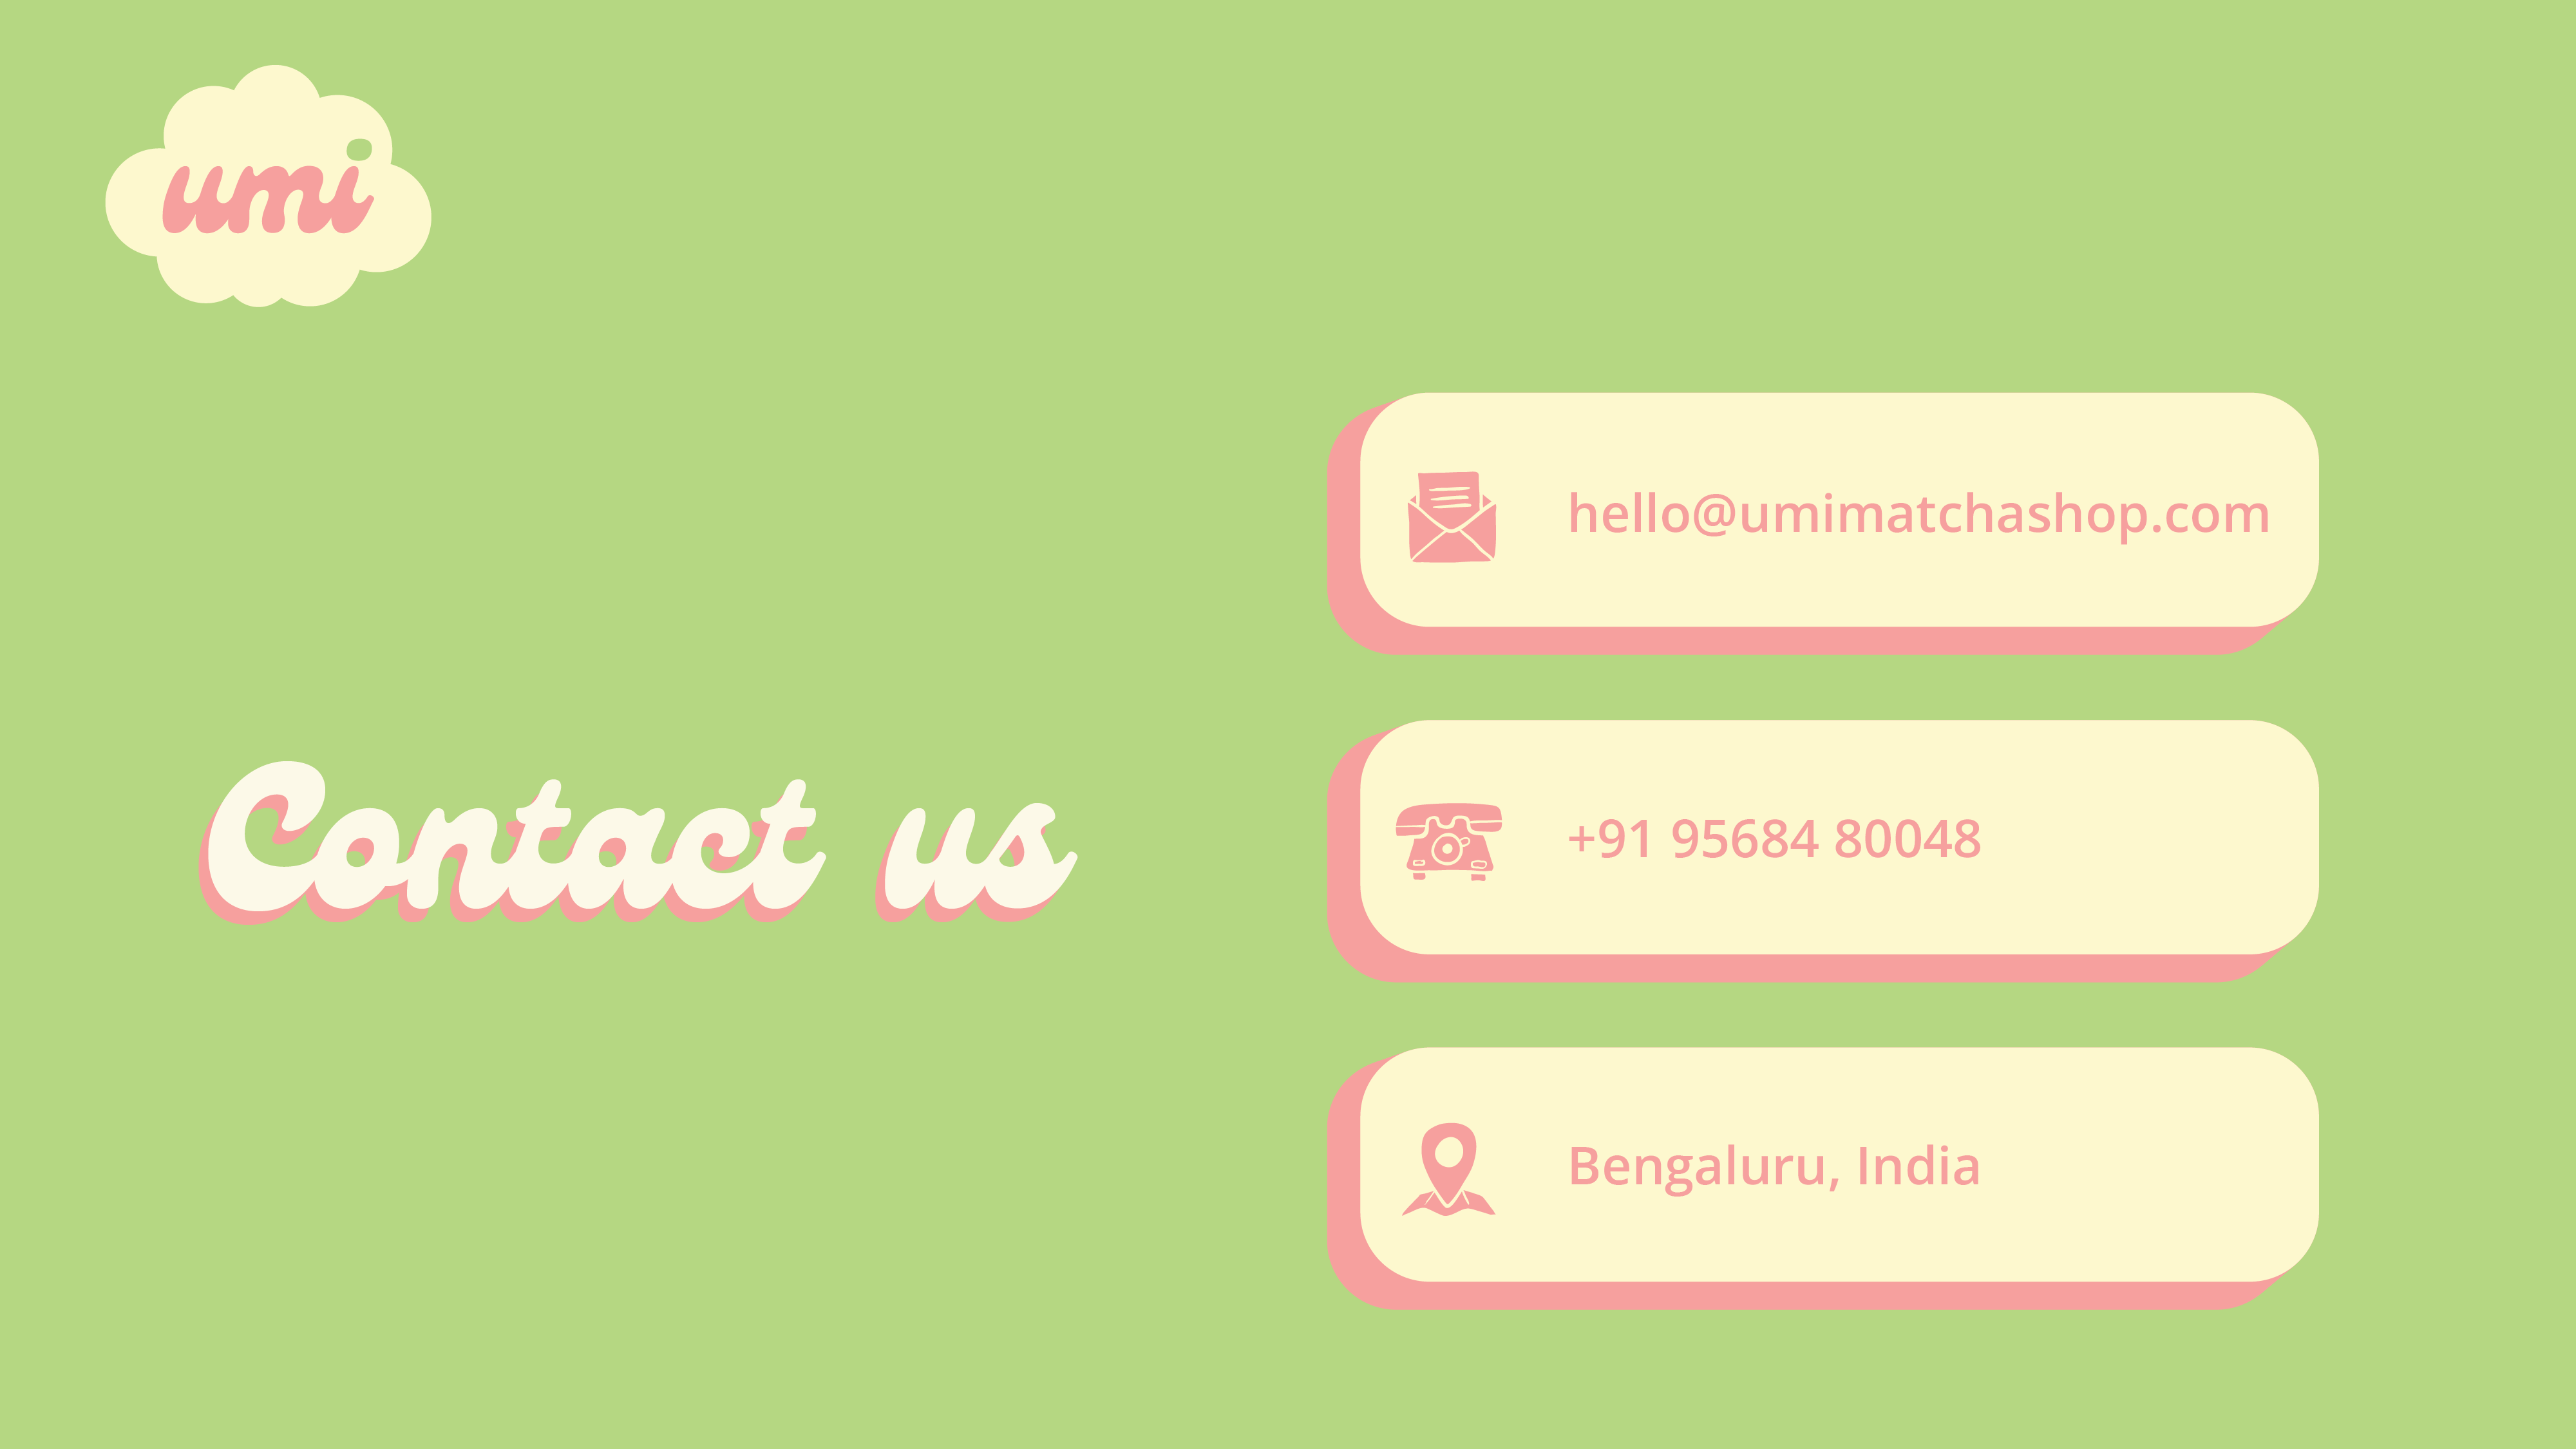 umi
Contact us
hello@umimatchashop.com
+91 95684 80048
Bengaluru, India